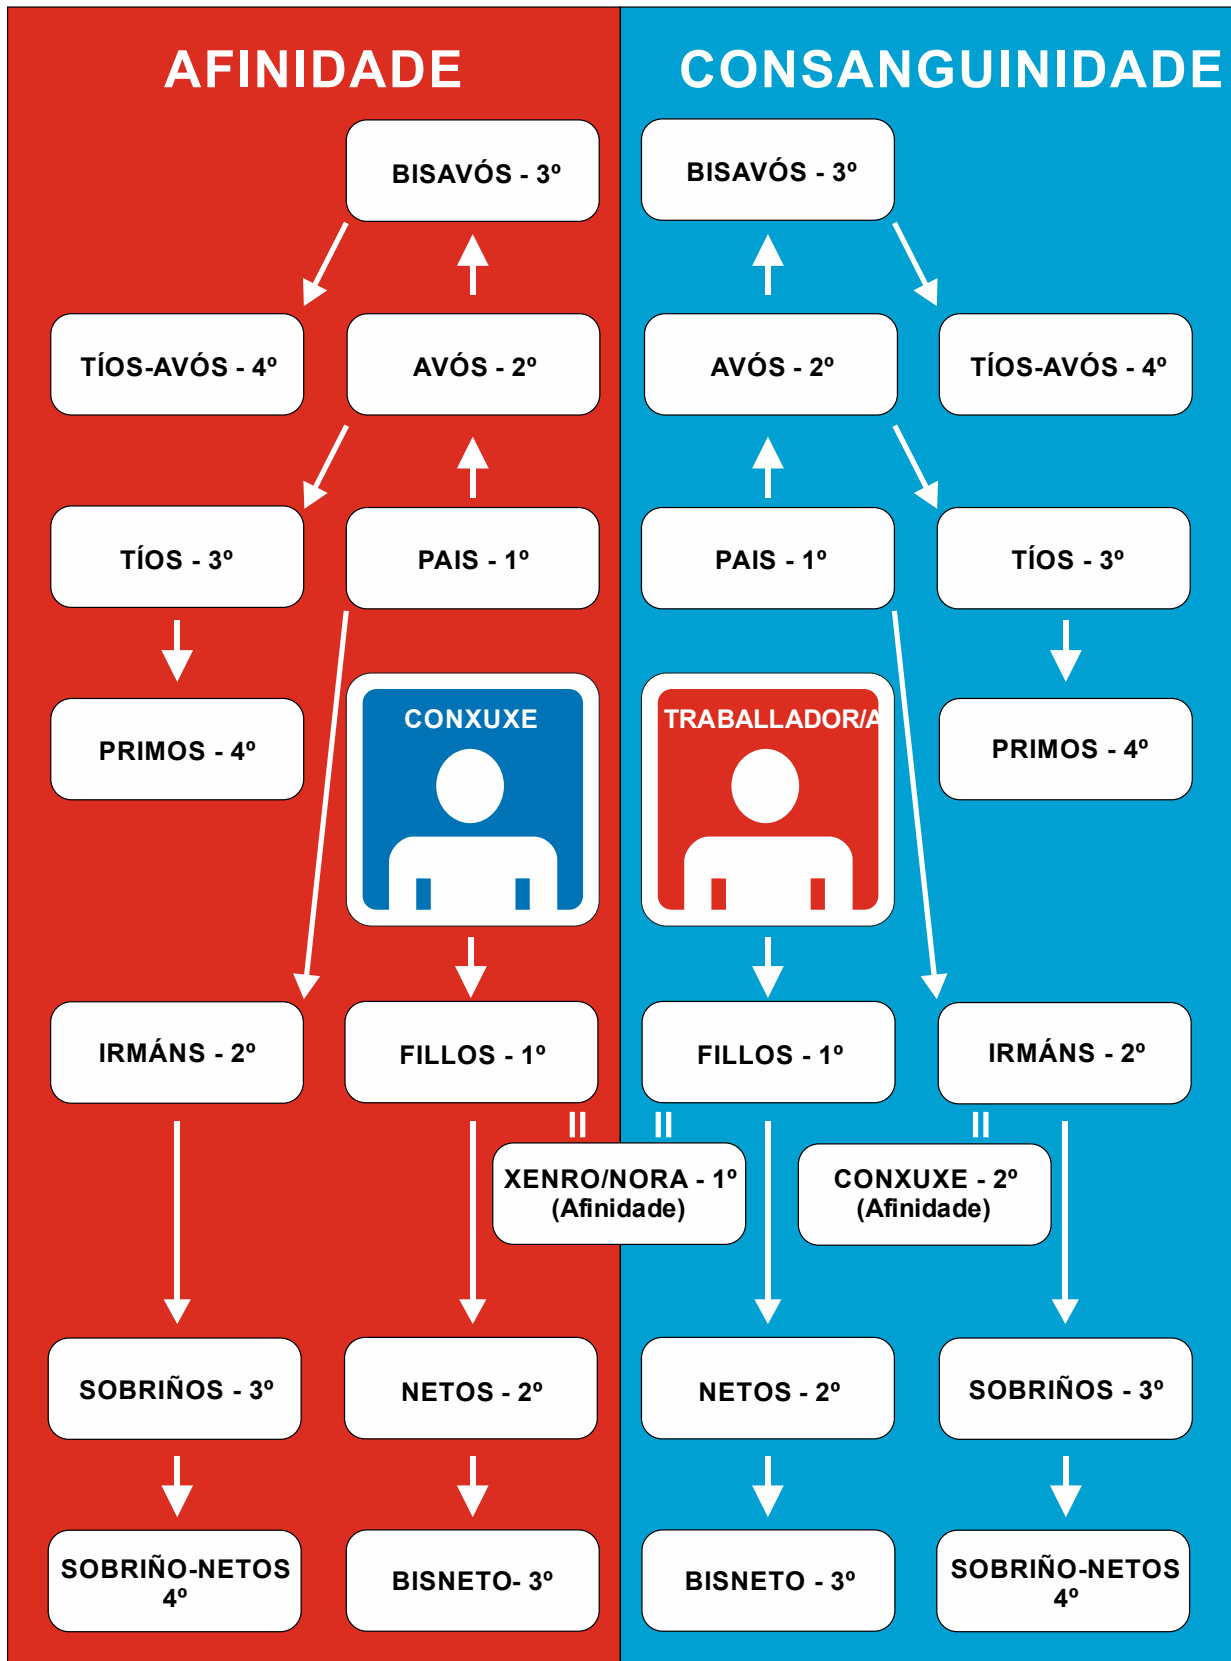 AFINIDADE
CONSANGUINIDADE
BISAVÓS - 3º
BISAVÓS - 3º
TÍOS-AVÓS - 4º
AVÓS - 2º
AVÓS - 2º
TÍOS-AVÓS - 4º
TÍOS - 3º
PAIS - 1º
PAIS - 1º
TÍOS - 3º
PRIMOS - 4º
CONXUXE
TRABALLADOR/A
PRIMOS - 4º
IRMÁNS - 2º
FILLOS - 1º
FILLOS - 1º
IRMÁNS - 2º
XENRO/NORA - 1º
(Afinidade)
CONXUXE - 2º
(Afinidade)
SOBRIÑOS - 3º
NETOS - 2º
NETOS - 2º
SOBRIÑOS - 3º
SOBRIÑO-NETOS
4º
BISNETO- 3º
BISNETO - 3º
SOBRIÑO-NETOS
4º